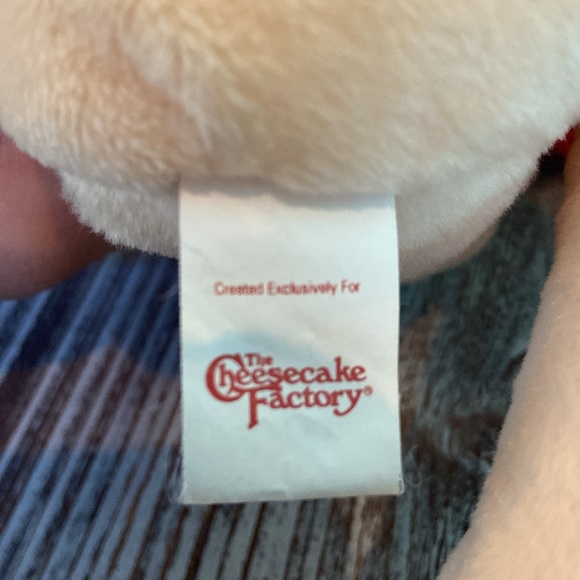 Created Exclusively For
The
Cheesecake
Factory®